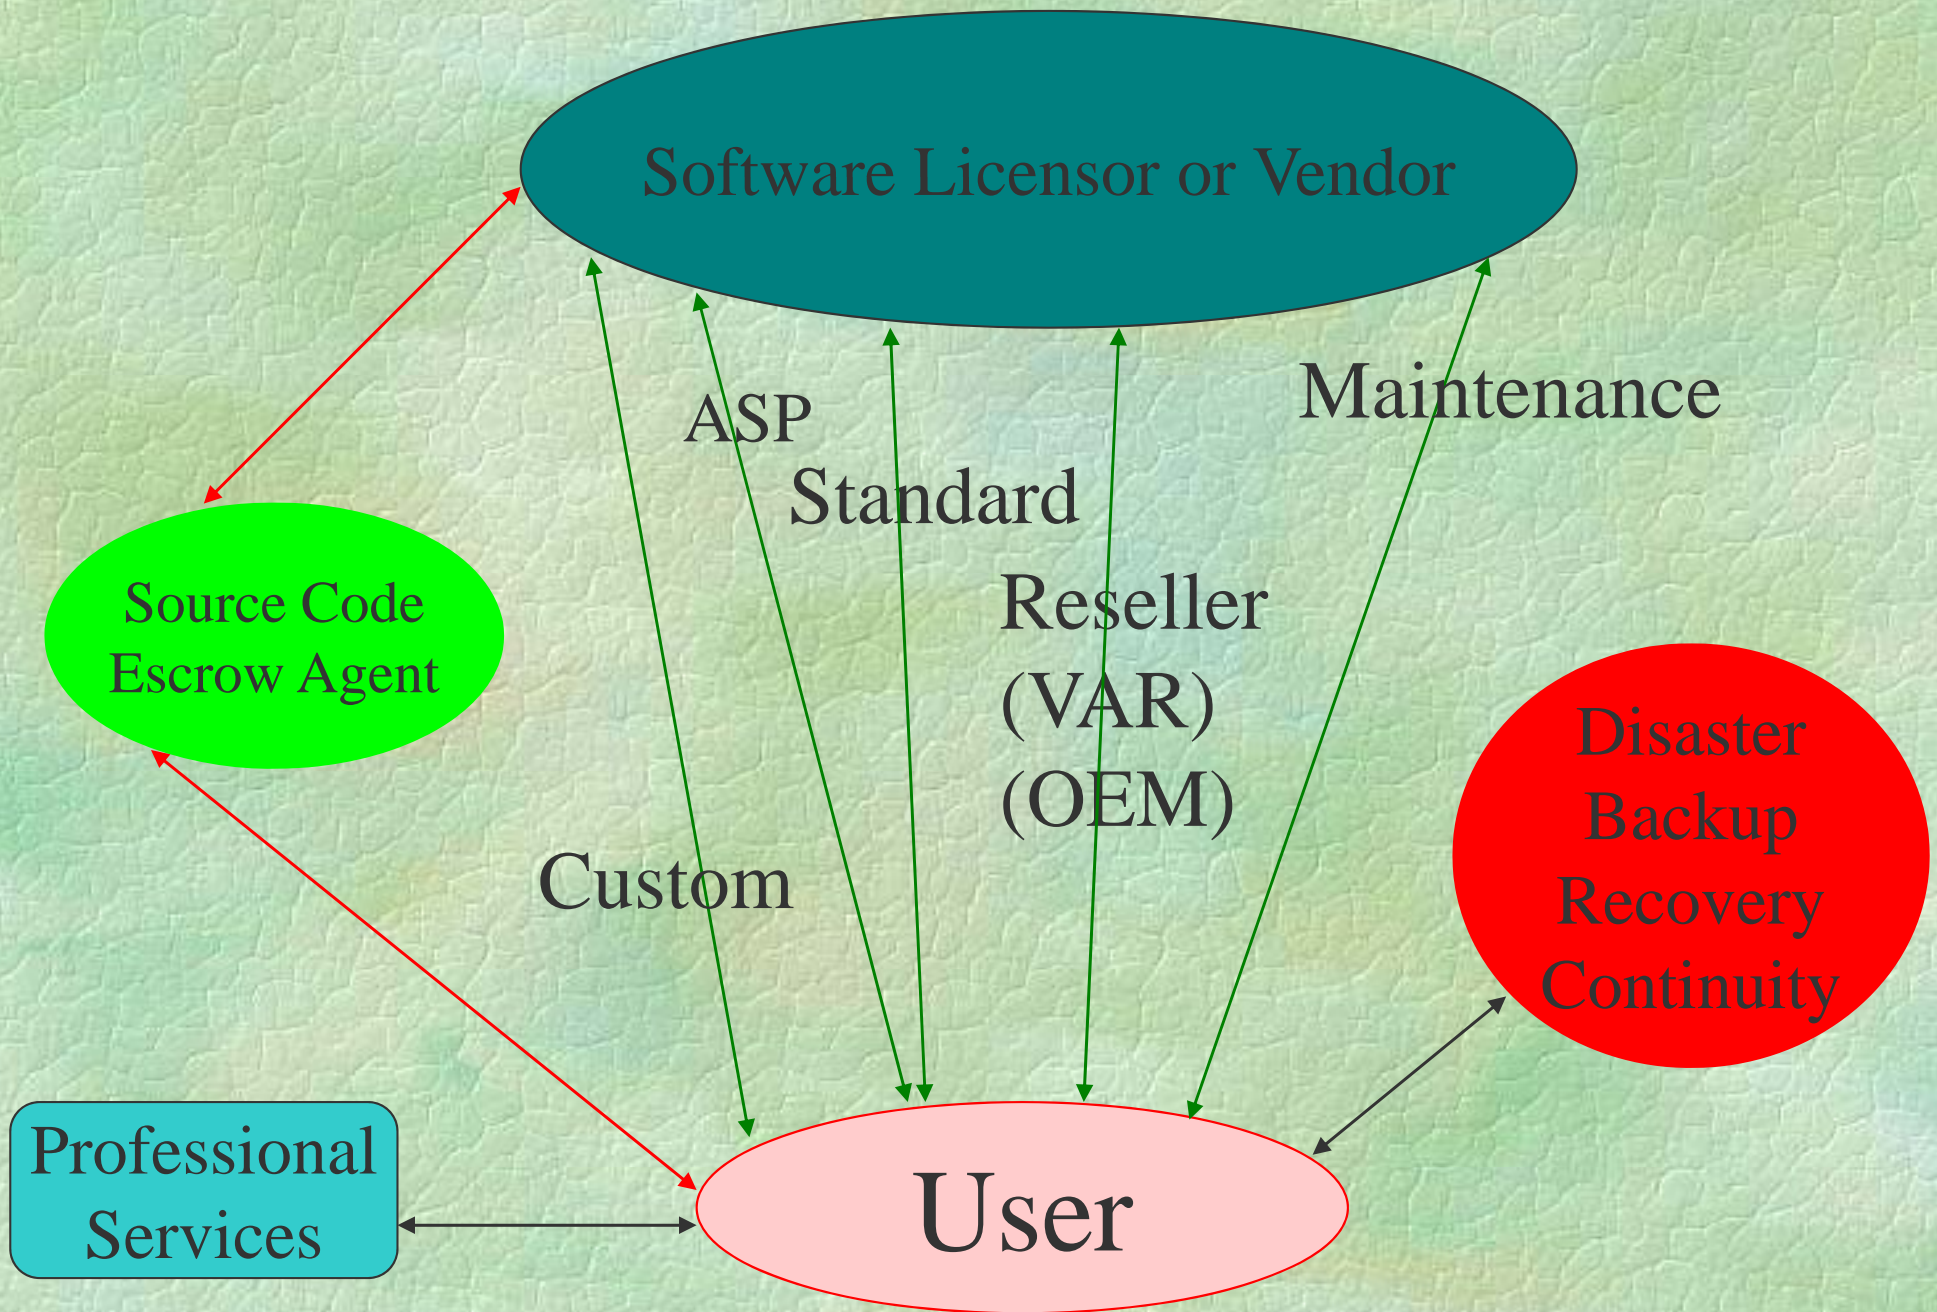 Software Licensor or Vendor
Maintenance
ASP
Standard
Reseller
(VAR)
(OEM)
Source Code
Escrow Agent
Custom
Disaster
Backup
Recovery
Continuity
Professional
Services
User